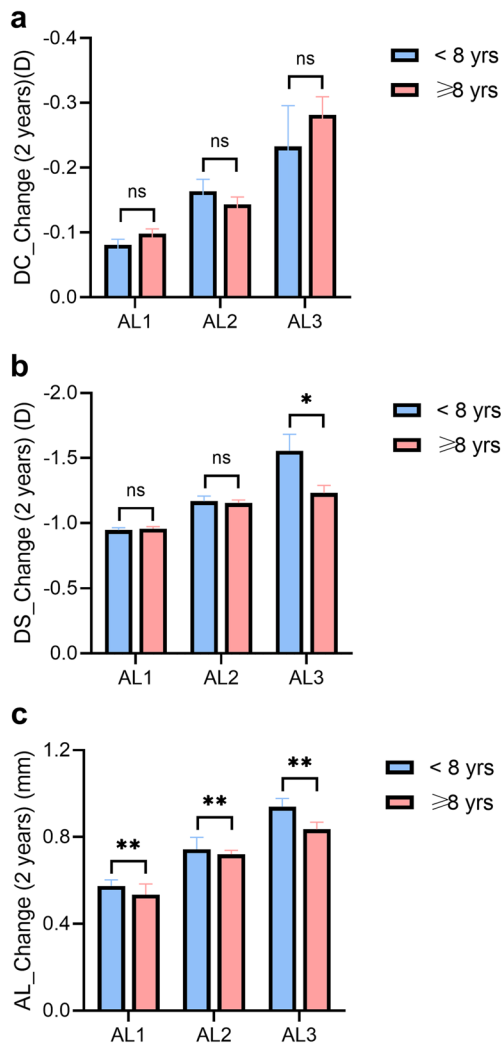 a
DC_Change (2 years)(D)
-0.4
-0.3
-0.2
-0.1
0.0
ns
ns
ns
AL1 AL2 AL3
< 8 yrs
⩾8 yrs
b
DS_Change (2 years) (D)
-2.0
-1.5
-1.0
-0.5
0.0
ns
ns
*
AL1 AL2 AL3
< 8 yrs
⩾8 yrs
c
AL_Change (2 years) (mm)
1.2
0.8
0.4
0.0
**
**
**
AL1 AL2 AL3
< 8 yrs
⩾8 yrs